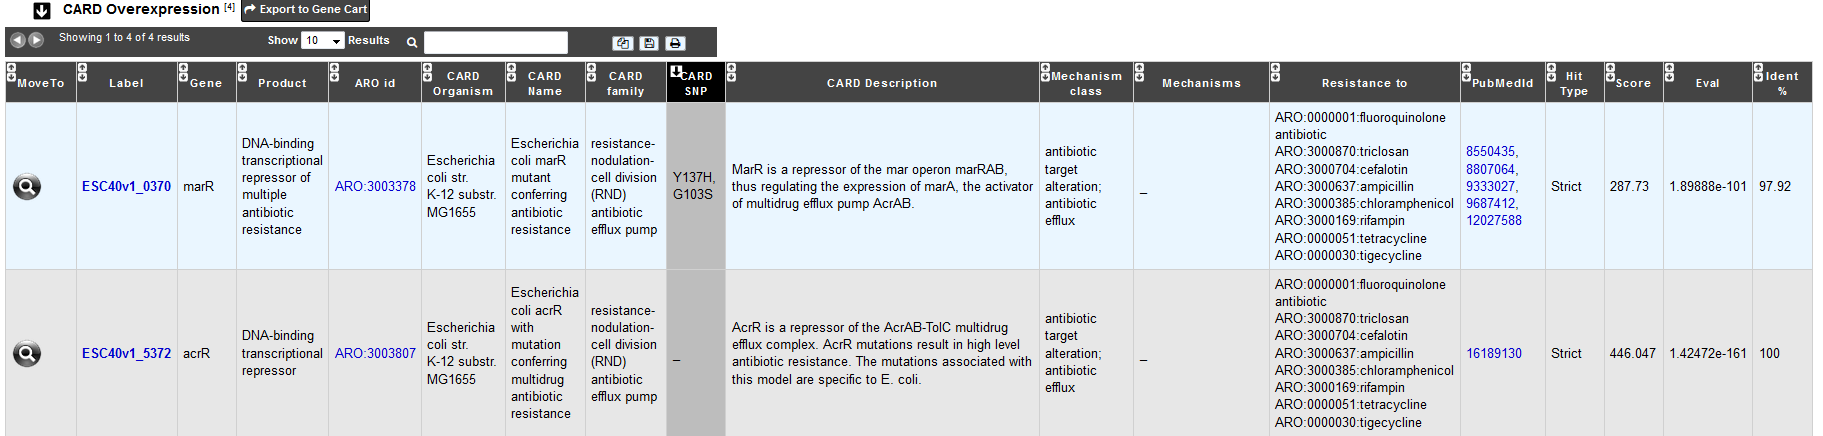 CARD Overexpression [4] Export to Gene Cart
Showing 1 to 4 of 4 results Show 10 Results
MoveTo Label Gene Product ARO id CARD Organism CARD Name CARD family CARD SNP CARD Description Mechanism class Mechanisms Resistance to PubMedId Hit Type Score Eval Ident %
ESC40v1_0370
marR
DNA-binding
transcriptional
repressor of
multiple
antibiotic
resistance
ARO:3003378
Escherichia
coli str.
K-12 substr.
MG1655
Escherichia
coli marR
mutant
conferring
antibiotic
resistance
resistance-
nodulation-
cell division
(RND)
antibiotic
efflux pump
Y137H,
G103S
MarR is a repressor of the mar operon marRAB,
thus regulating the expression of marA, the activator
of multidrug efflux pump AcrAB.
antibiotic
target
alteration;
antibiotic
efflux
_
ARO:0000001:fluoroquinolone
antibiotic
ARO:3000870:triclosan
ARO:3000704:cefalotin
ARO:3000637:ampicillin
ARO:3000385:chloramphenicol
ARO:3000169:rifampin
ARO:0000051:tetracycline
ARO:0000030:tigecycline
8550435,
8807064,
9333027,
9687412,
12027588
Strict
287.73
1.89888e-101
97.92
ESC40v1_5372
acrR
DNA-binding
transcriptional
repressor
ARO:3003807
Escherichia
coli str.
K-12 substr.
MG1655
Escherichia
coli acrR
with
mutation
conferring
multidrug
antibiotic
resistance
resistance-
nodulation-
cell division
(RND)
antibiotic
efflux pump
_
AcrR is a repressor of the AcrAB-TolC multidrug
efflux complex. AcrR mutations result in high level
antibiotic resistance. The mutations associated with
this model are specific to E. coli.
antibiotic
target
alteration;
antibiotic
efflux
_
ARO:0000001:fluoroquinolone
antibiotic
ARO:3000870:triclosan
ARO:3000704:cefalotin
ARO:3000637:ampicillin
ARO:3000385:chloramphenicol
ARO:3000169:rifampin
ARO:0000051:tetracycline
ARO:0000030:tigecycline
16189130
Strict
446.047
1.42472e-161
100